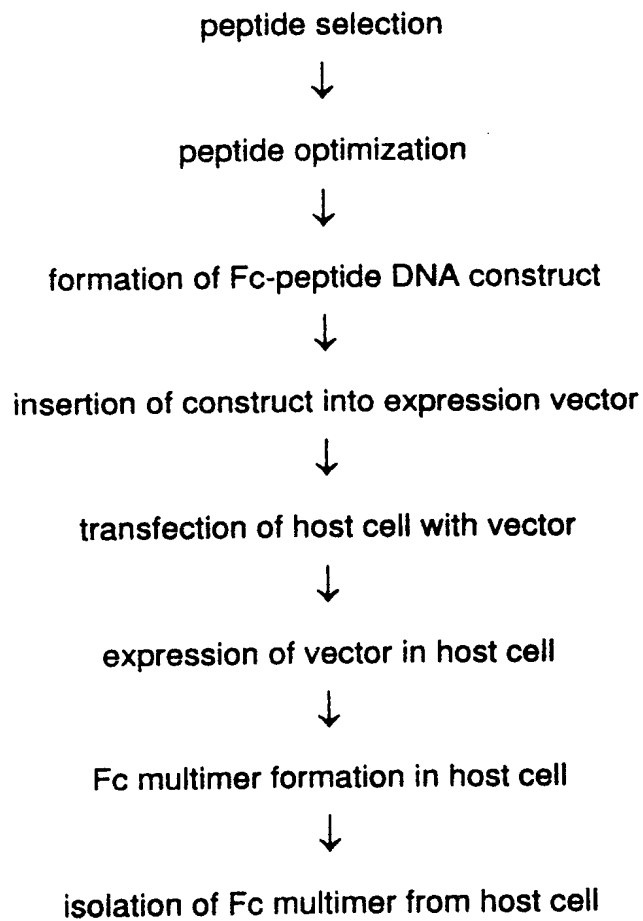 peptide selection
↓
peptide optimization
↓
formation of Fc-peptide DNA construct
↓
insertion of construct into expression vector
↓
transfection of host cell with vector
↓
expression of vector in host cell
↓
Fc multimer formation in host cell
↓
isolation of Fc multimer from host cell